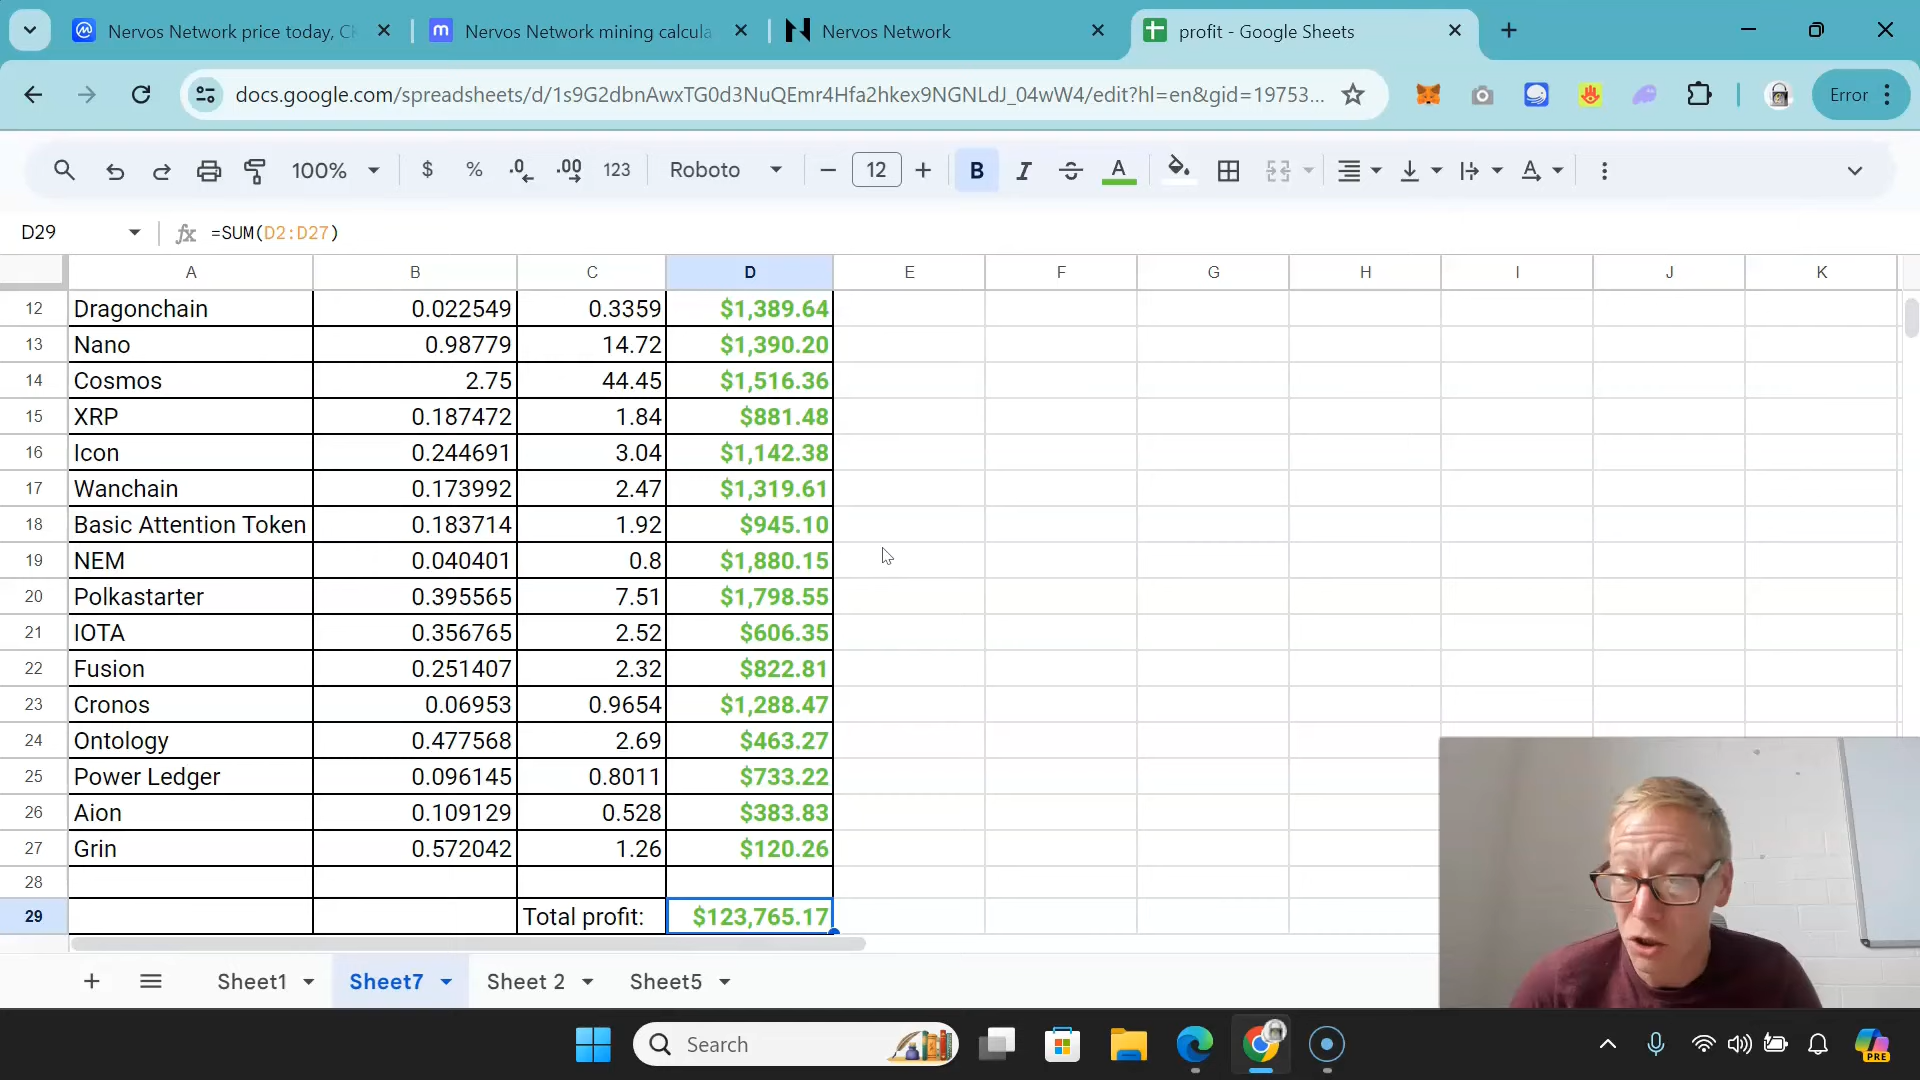 Nervos Network price today, CK
Nervos Network mining calcula
Nervos Network
profit - Google Sheets
docs.google.com/spreadsheets/d/1s9G2dbnAwxTG0d3NuQEmr4Hfa2hkex9NGNLdJ_04wW4/edit?hl=en&gid=19753...
Error
100% $ % .0 .00 123 Roboto 12 B I A
D29 fx =SUM(D2:D27)
A B C D E F G H I J K
12 Dragonchain 0.022549 0.3359 $1,389.64
13 Nano 0.98779 14.72 $1,390.20
14 Cosmos 2.75 44.45 $1,516.36
15 XRP 0.187472 1.84 $881.48
16 Icon 0.244691 3.04 $1,142.38
17 Wanchain 0.173992 2.47 $1,319.61
18 Basic Attention Token 0.183714 1.92 $945.10
19 NEM 0.040401 0.8 $1,880.15
20 Polkastarter 0.395565 7.51 $1,798.55
21 IOTA 0.356765 2.52 $606.35
22 Fusion 0.251407 2.32 $822.81
23 Cronos 0.06953 0.9654 $1,288.47
24 Ontology 0.477568 2.69 $463.27
25 Power Ledger 0.096145 0.8011 $733.22
26 Aion 0.109129 0.528 $383.83
27 Grin 0.572042 1.26 $120.26
28
29 Total profit: $123,765.17
Sheet1 Sheet7 Sheet 2 Sheet5
Search
PRE